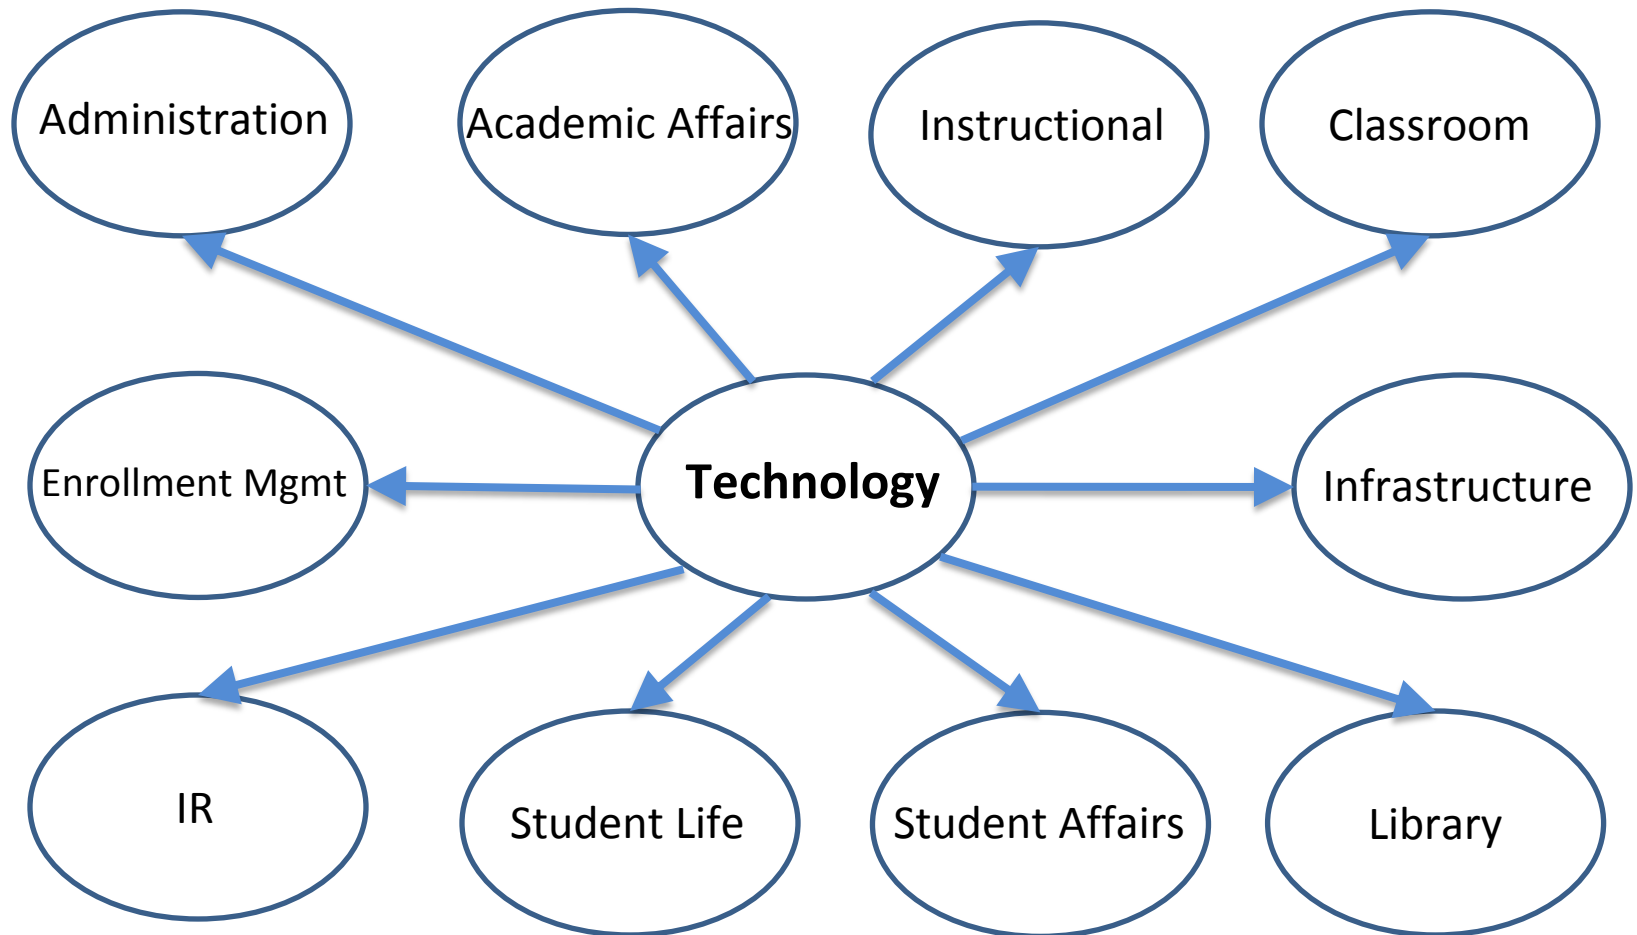 Administration
Academic Affairs
Instructional
Classroom
Enrollment Mgmt
Technology
Infrastructure
IR
Student Life
Student Affairs
Library